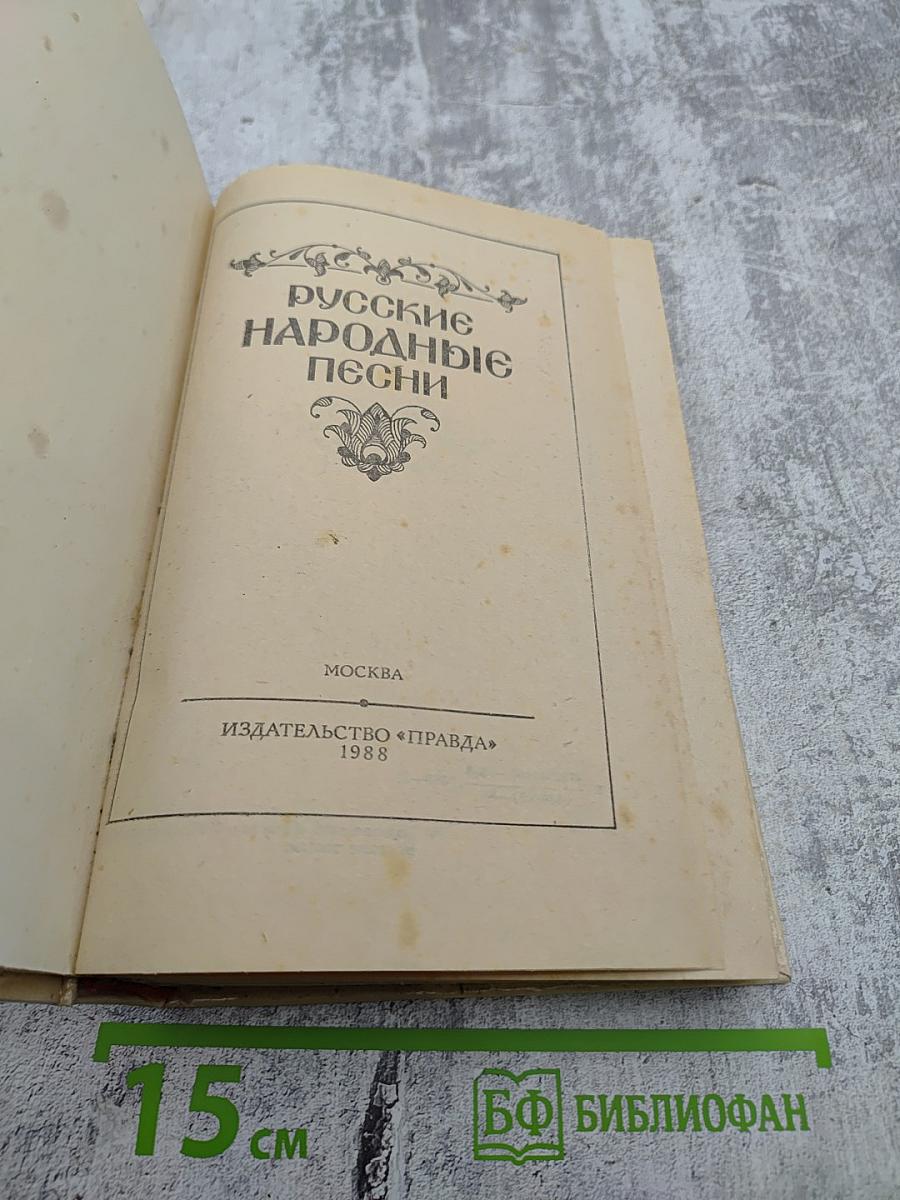 РУССКИЕ
НАРОДНЫЕ
ПЕСНИ
МОСКВА
ИЗДАТЕЛЬСТВО «ПРАВДА»
1988
15 см
БФ БИБЛИОФАН